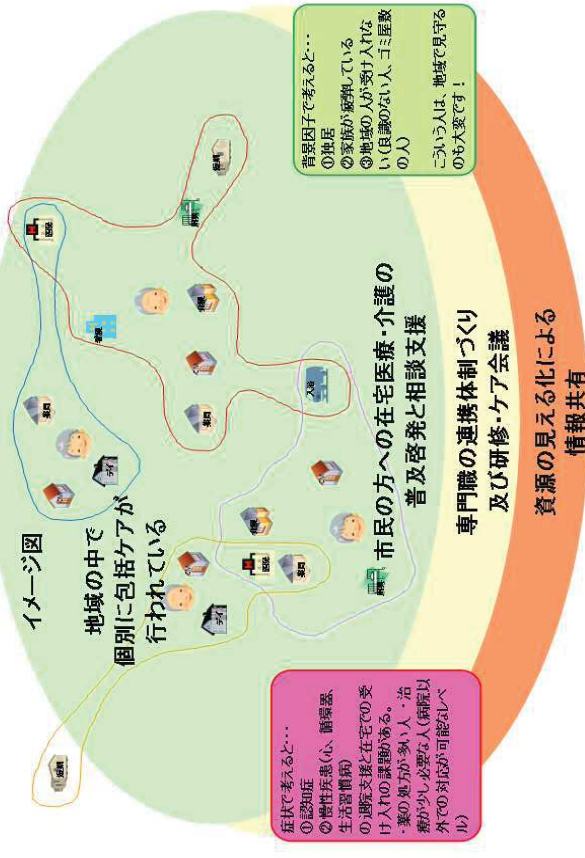 イメージ図
地域の中で
個別に包括ケアが
行われている
デイ
デイ
入浴
市民の方への在宅医療・介護の
普及啓発と相談支援
専門職の連携体制づくり
及び研修・ケア会議
資源の見える化による
情報共有
症状で考えると・・・
①認知症
②慢性疾患(心、循環器、
生活習慣病)
の退院支援と在宅での受
け入れの課題がある。
・薬の処方が多い人・治
療が少し必要な人(病院以
外での対応が可能なレベ
ル)
背景因子で考えると・・・
①独居
②家族が疲弊している
③地域の人が受け入れな
い(良識のない人、ゴミ屋敷
の人)
こういう人は、地域で見守る
のも大変です！